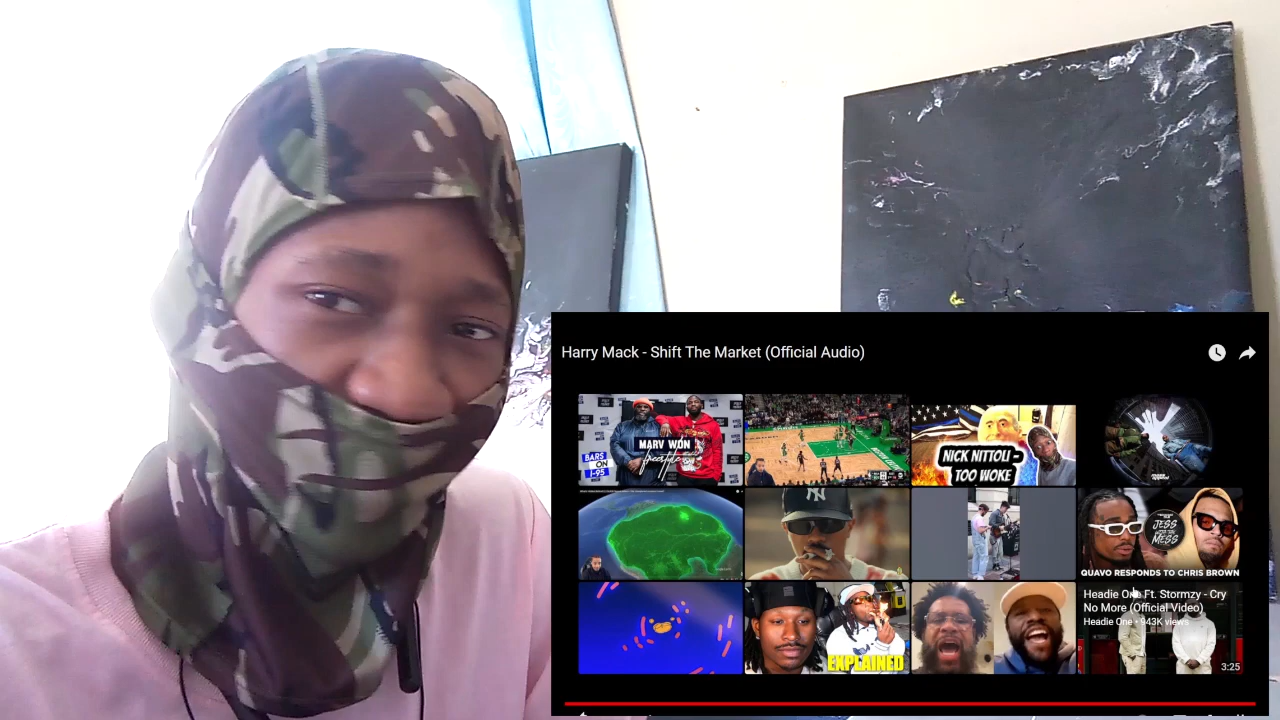 Harry Mack - Shift The Market (Official Audio)
MARV WON
freestyle
BARS
ON
I-95
NICK NITTOLI -
TOO WOKE
JESS
MESS
QUAVO RESPONDS TO CHRIS BROWN
EXPLAINED
Headie One Ft. Stormzy - Cry
No More (Official Video)
Headie One • 943K views
3:25